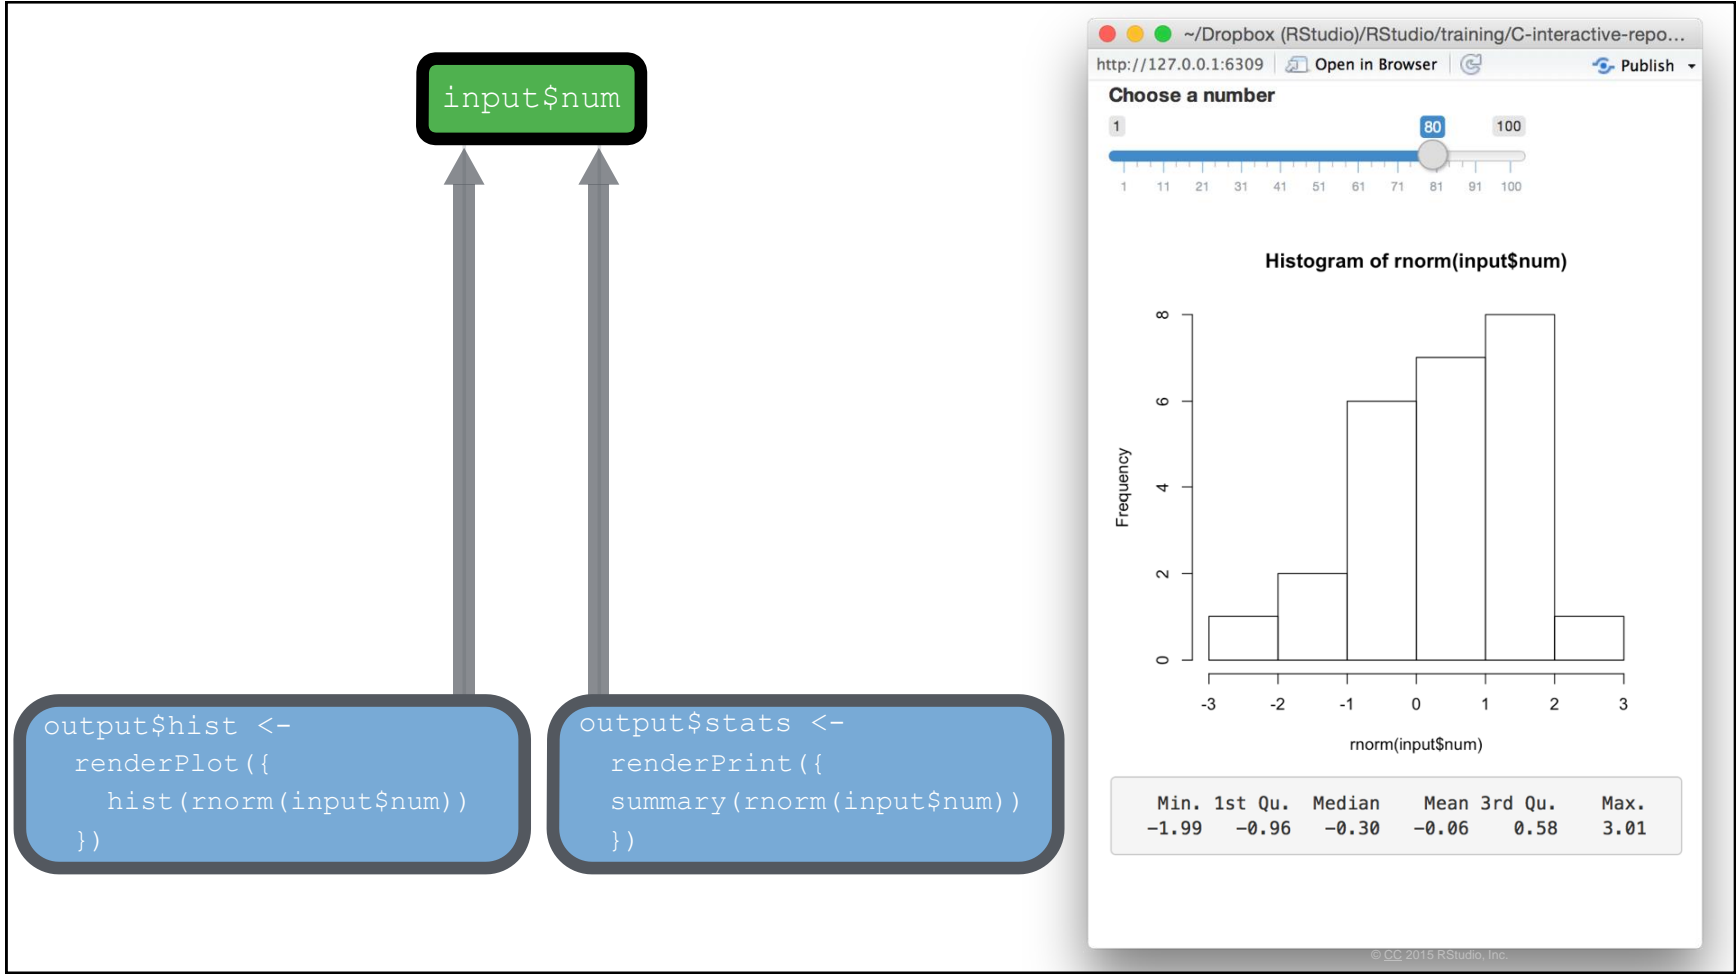 input$num
output$hist <-
renderPlot({
hist(rnorm(input$num))
})
output$stats <-
renderPrint({
summary(rnorm(input$num))
})
~/Dropbox (RStudio)/RStudio/training/C-interactive-repo...
http://127.0.0.1:6309 Open in Browser Publish
Choose a number
1 80 100
1 11 21 31 41 51 61 71 81 91 100
Histogram of rnorm(input$num)
Frequency
8
6
4
2
0
-3 -2 -1 0 1 2 3
rnorm(input$num)
Min. 1st Qu. Median Mean 3rd Qu. Max.
-1.99 -0.96 -0.30 -0.06 0.58 3.01
© CC 2015 RStudio, Inc.